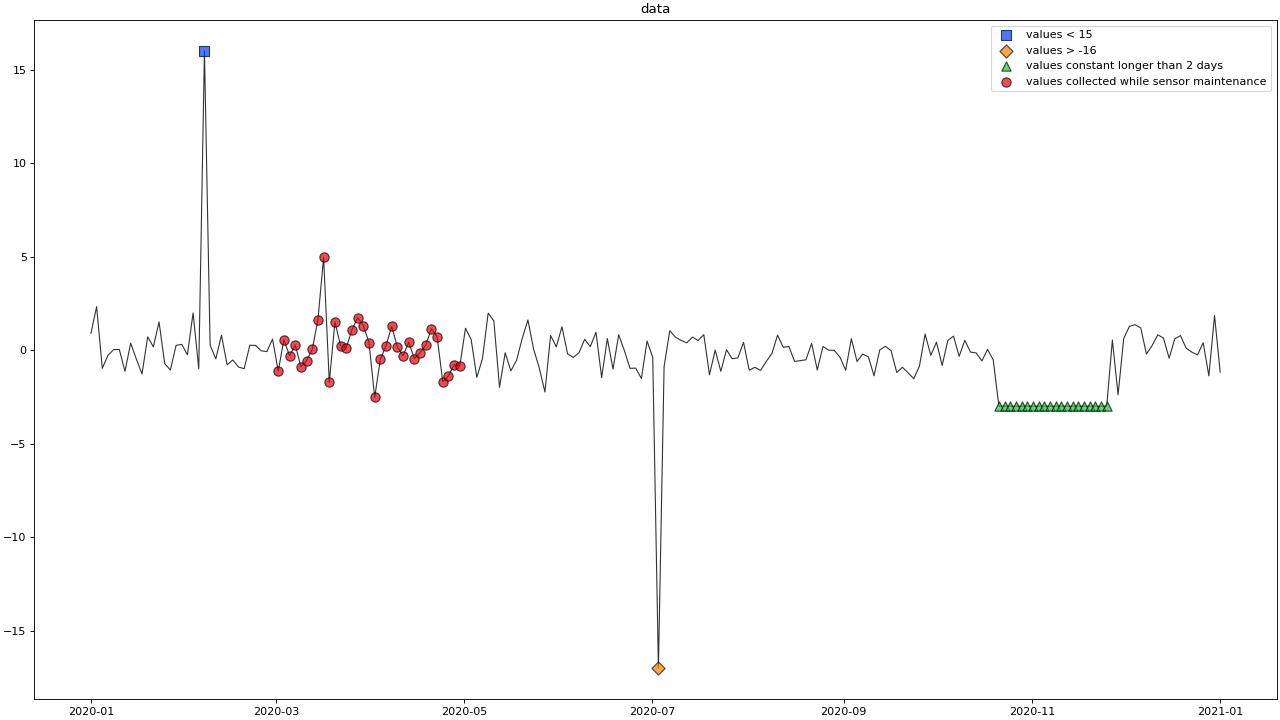 data
values < 15
values > -16
values constant longer than 2 days
values collected while sensor maintenance
15
10
5
0
−5
−10
−15
2020-01
2020-03
2020-05
2020-07
2020-09
2020-11
2021-01